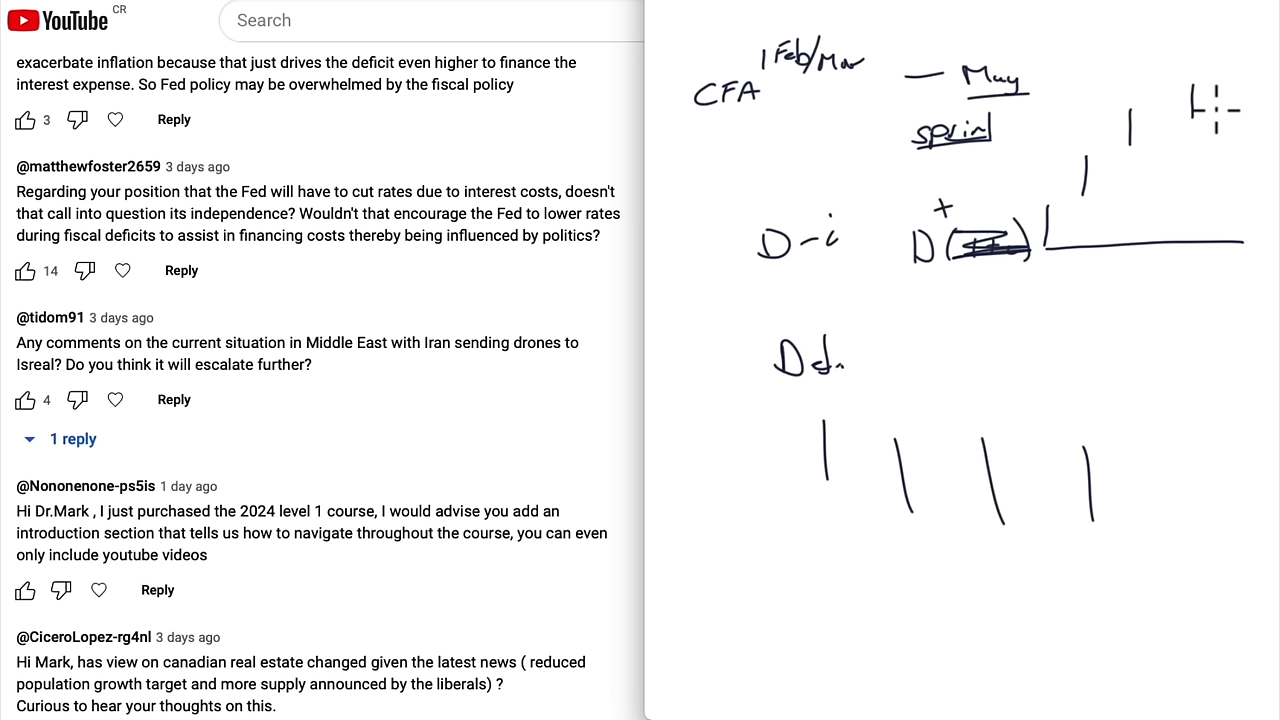 YouTube CR
Search
exacerbate inflation because that just drives the deficit even higher to finance the
interest expense. So Fed policy may be overwhelmed by the fiscal policy
3 Reply
@matthewfoster2659 3 days ago
Regarding your position that the Fed will have to cut rates due to interest costs, doesn't
that call into question its independence? Wouldn't that encourage the Fed to lower rates
during fiscal deficits to assist in financing costs thereby being influenced by politics?
14 Reply
@tidom91 3 days ago
Any comments on the current situation in Middle East with Iran sending drones to
Isreal? Do you think it will escalate further?
4 Reply
1 reply
@Nononenone-ps5is 1 day ago
Hi Dr.Mark , I just purchased the 2024 level 1 course, I would advise you add an
introduction section that tells us how to navigate throughout the course, you can even
only include youtube videos
Reply
@CiceroLopez-rg4nl 3 days ago
Hi Mark, has view on canadian real estate changed given the latest news ( reduced
population growth target and more supply announced by the liberals) ?
Curious to hear your thoughts on this.
CFA 1 Feb/Mar — May
D-i D